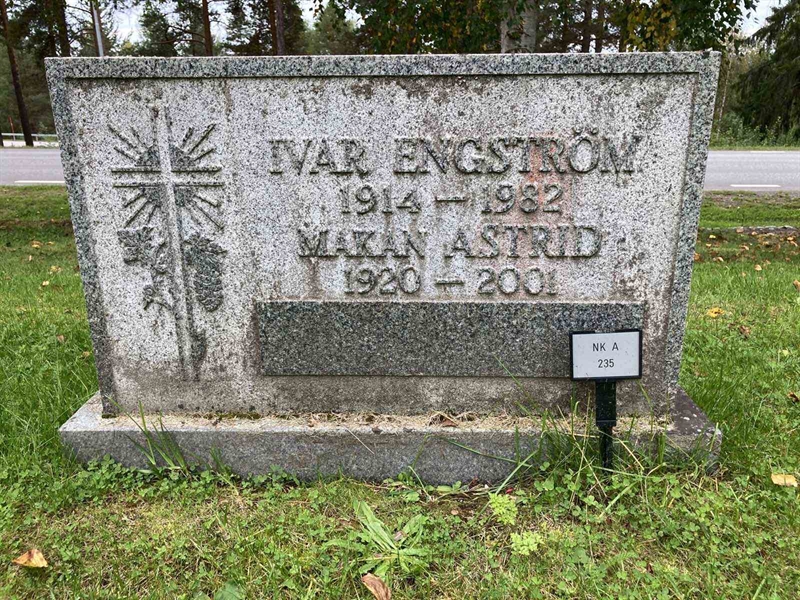 IVAR ENGSTRÖM
1914 — 1982
MAKAN ASTRID
1920 — 2001
NK A
235